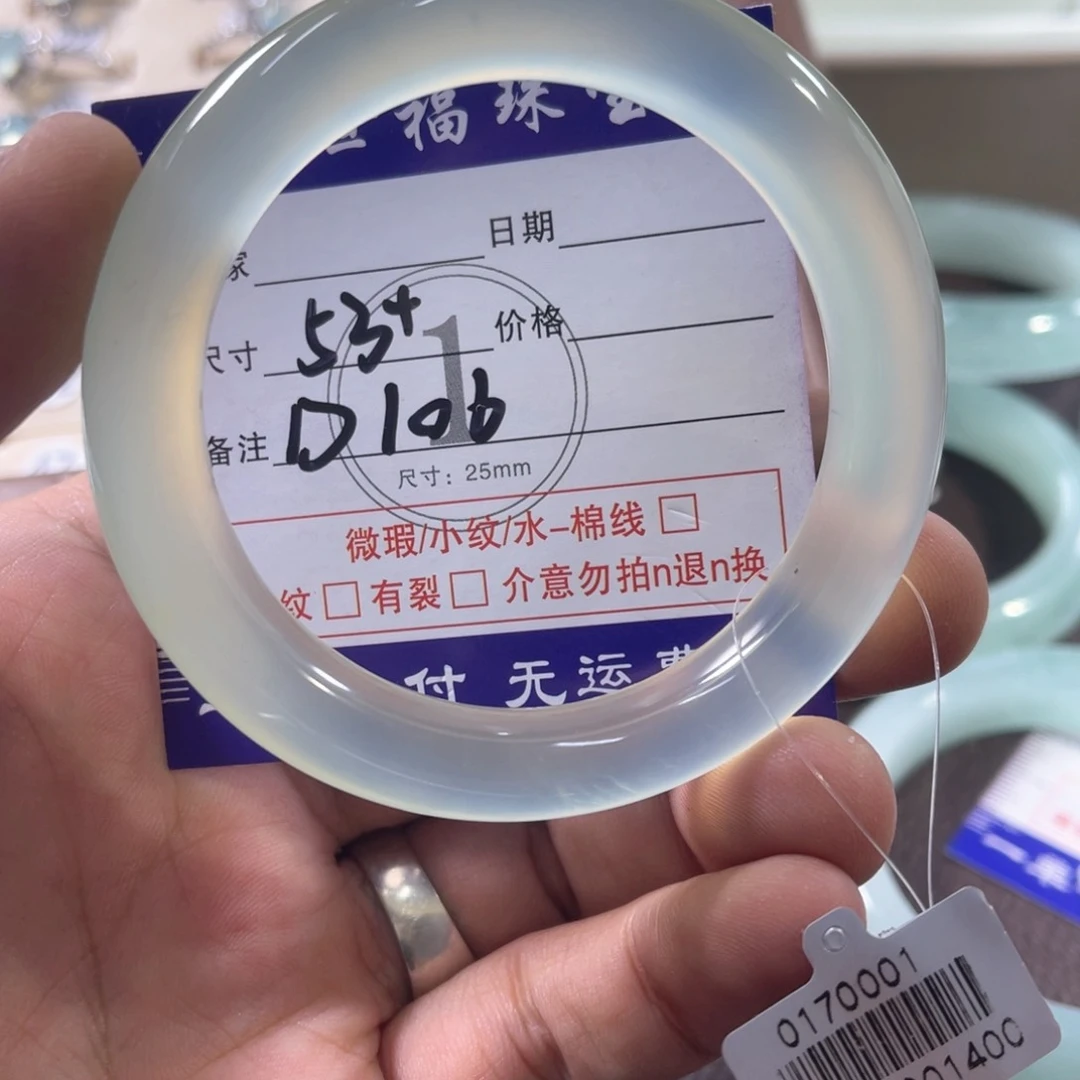 福珠宝
家 日期
尺寸 53+ 价格
1
备注 D106
尺寸：25mm
微瑕/小纹/水-棉线
纹 有裂 介意勿拍n退n换
付 无运费
0170001
01400